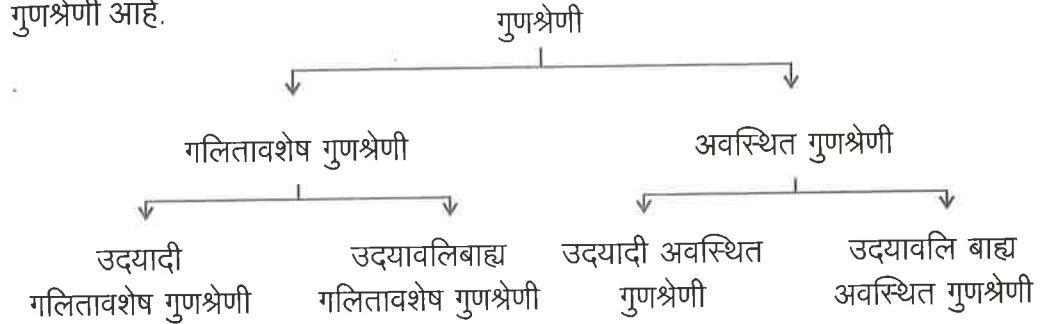 गुणश्रेणी आहे.
गुणश्रेणी
गलितावशेष गुणश्रेणी
अवस्थित गुणश्रेणी
उदयादी
गलितावशेष गुणश्रेणी
उदयावलिबाह्य
गलितावशेष गुणश्रेणी
उदयादी अवस्थित
गुणश्रेणी
उदयावलि बाह्य
अवस्थित गुणश्रेणी